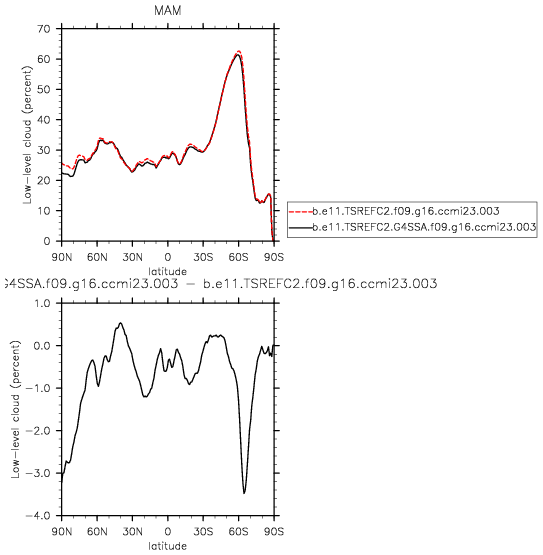 MAM
Low-level cloud (percent)
70
60
50
40
30
20
10
0
90N 60N 30N 0 30S 60S 90S
latitude
b.e11.TSREFC2.f09.g16.ccmi23.003
b.e11.TSREFC2.G4SSA.f09.g16.ccmi23.003
G4SSA.f09.g16.ccmi23.003 − b.e11.TSREFC2.f09.g16.ccmi23.003
Low-level cloud (percent)
1.0
0.0
−1.0
−2.0
−3.0
−4.0
90N 60N 30N 0 30S 60S 90S
latitude